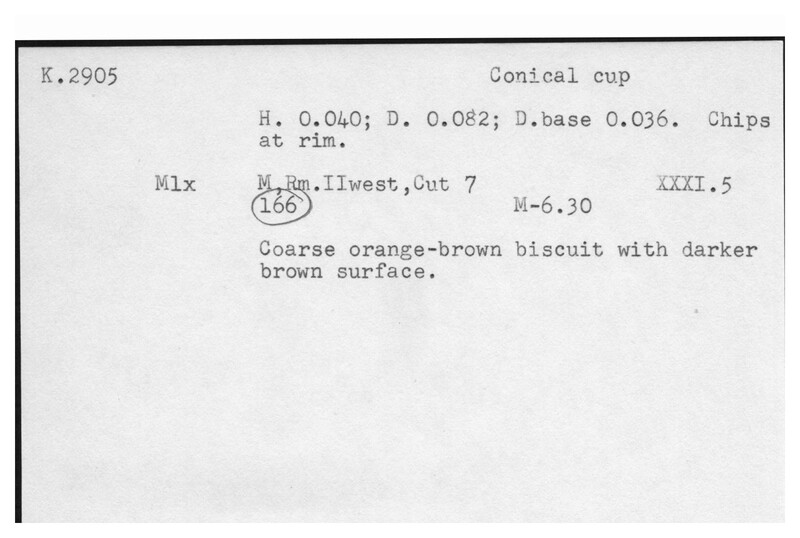 K.2905 Conical cup
H. 0.040; D. 0.082; D.base 0.036. Chips
at rim.
Mlx M,Rm.IIwest,Cut 7 XXXI.5
166 M-6.30
Coarse orange-brown biscuit with darker
brown surface.